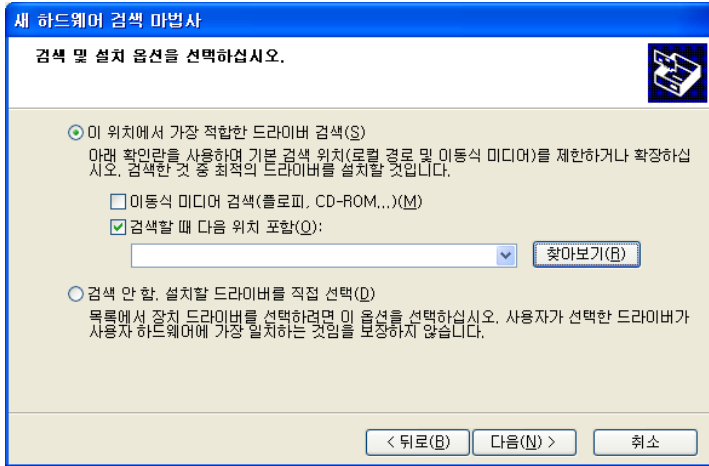 새 하드웨어 검색 마법사
검색 및 설치 옵션을 선택하십시오.
이 위치에서 가장 적합한 드라이버 검색(S)
아래 확인란을 사용하여 기본 검색 위치(로컬 경로 및 이동식 미디어)를 제한하거나 확장하십
시오. 검색한 것 중 최적의 드라이버를 설치할 것입니다.
이동식 미디어 검색(플로피, CD-ROM...)(M)
검색할 때 다음 위치 포함(O):
찾아보기(R)
검색 안 함. 설치할 드라이버를 직접 선택(D)
목록에서 장치 드라이버를 선택하려면 이 옵션을 선택하십시오. 사용자가 선택한 드라이버가
사용자 하드웨어에 가장 일치하는 것임을 보장하지 않습니다.
< 뒤로(B) 다음(N) > 취소